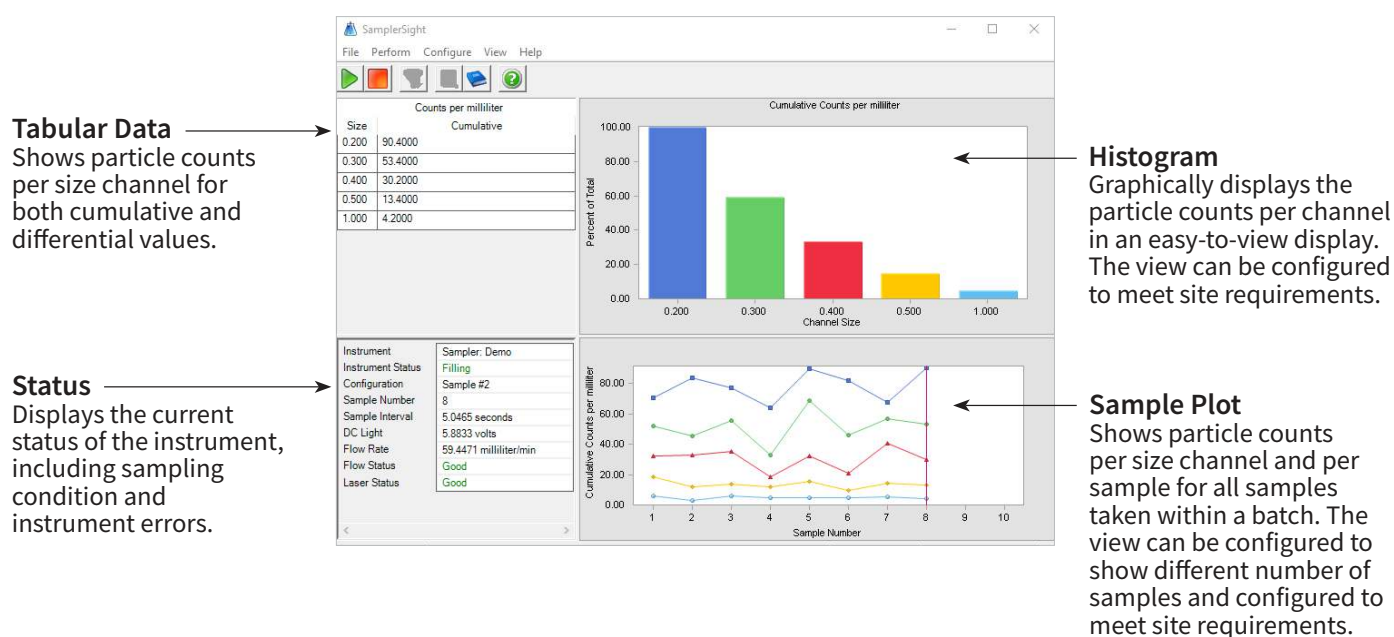 SamplerSight
File Perform Configure View Help
Tabular Data
Shows particle counts
per size channel for
both cumulative and
differential values.
Counts per milliliter
Size Cumulative
0.200 90.4000
0.300 53.4000
0.400 30.2000
0.500 13.4000
1.000 4.2000
Cumulative Counts per milliliter
Percent of Total
100.00
80.00
60.00
40.00
20.00
0.00
0.200 0.300 0.400 0.500 1.000
Channel Size
Histogram
Graphically displays the
particle counts per channel
in an easy-to-view display.
The view can be configured
to meet site requirements.
Status
Displays the current
status of the instrument,
including sampling
condition and
instrument errors.
Instrument Sampler: Demo
Instrument Status Filling
Configuration Sample #2
Sample Number 8
Sample Interval 5.0465 seconds
DC Light 5.8833 volts
Flow Rate 59.4471 milliliter/min
Flow Status Good
Laser Status Good
Cumulative Counts per milliliter
80.00
60.00
40.00
20.00
0.00
1 2 3 4 5 6 7 8 9 10
Sample Number
Sample Plot
Shows particle counts
per size channel and per
sample for all samples
taken within a batch. The
view can be configured to
show different number of
samples and configured to
meet site requirements.